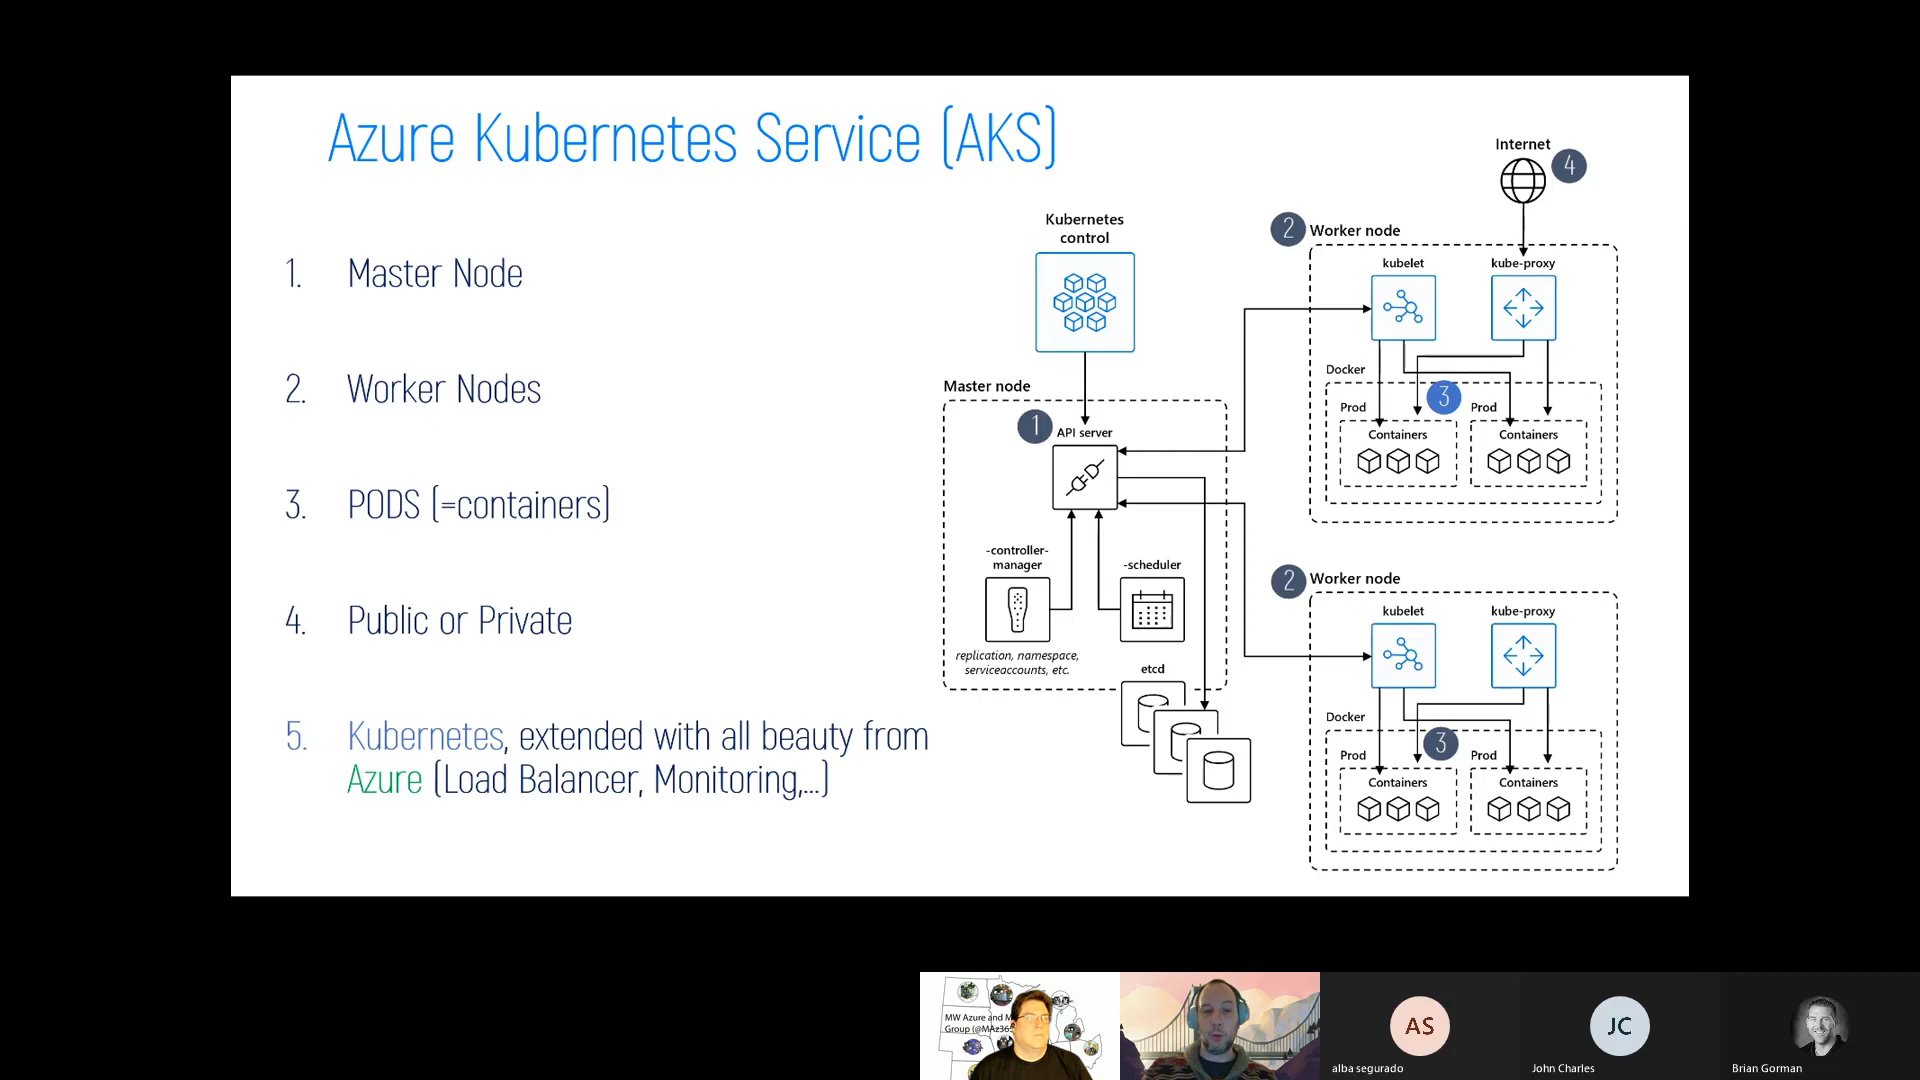 Azure Kubernetes Service (AKS)
1. Master Node
2. Worker Nodes
3. PODS (=containers)
4. Public or Private
5. Kubernetes, extended with all beauty from
Azure (Load Balancer, Monitoring,...)
Kubernetes
control
Master node
1
API server
-controller-
manager
-scheduler
replication, namespace,
serviceaccounts, etc.
etcd
Internet
4
2
Worker node
kubelet
kube-proxy
Docker
3
Prod
Prod
Containers
Containers
2
Worker node
kubelet
kube-proxy
Docker
3
Prod
Prod
Containers
Containers
MW Azure and M
Group (@MAz365
AS
alba segurado
JC
John Charles
Brian Gorman